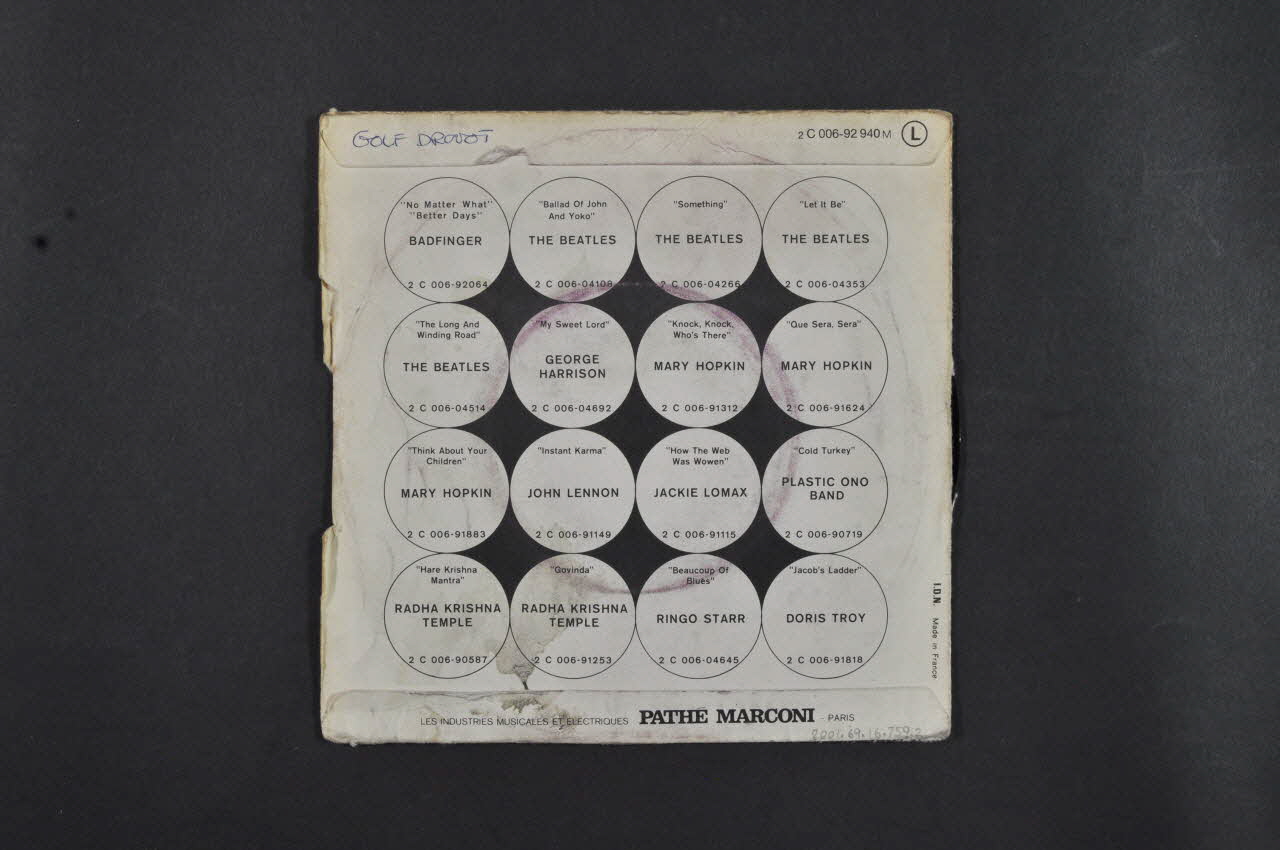 GOLF DROUOT
2 C 006-92 940 M L
"No Matter What"
"Better Days"
BADFINGER
2 C 006-92064
"Ballad Of John
And Yoko"
THE BEATLES
2 C 006-04108
"Something"
THE BEATLES
2 C 006-04266
"Let It Be"
THE BEATLES
2 C 006-04353
"The Long And
Winding Road"
THE BEATLES
2 C 006-04514
"My Sweet Lord"
GEORGE
HARRISON
2 C 006-04692
"Knock, Knock,
Who's There"
MARY HOPKIN
2 C 006-91312
"Que Sera, Sera"
MARY HOPKIN
2 C 006-91624
"Think About Your
Children"
MARY HOPKIN
2 C 006-91883
"Instant Karma"
JOHN LENNON
2 C 006-91149
"How The Web
Was Wowen"
JACKIE LOMAX
2 C 006-91115
"Cold Turkey"
PLASTIC ONO
BAND
2 C 006-90719
"Hare Krishna
Mantra"
RADHA KRISHNA
TEMPLE
2 C 006-90587
"Govinda"
RADHA KRISHNA
TEMPLE
2 C 006-91253
"Beaucoup Of
Blues"
RINGO STARR
2 C 006-04645
"Jacob's Ladder"
DORIS TROY
2 C 006-91818
I.D.N. Made in France
LES INDUSTRIES MUSICALES ET ELECTRIQUES PATHE MARCONI - PARIS
2001.69.16.759.2